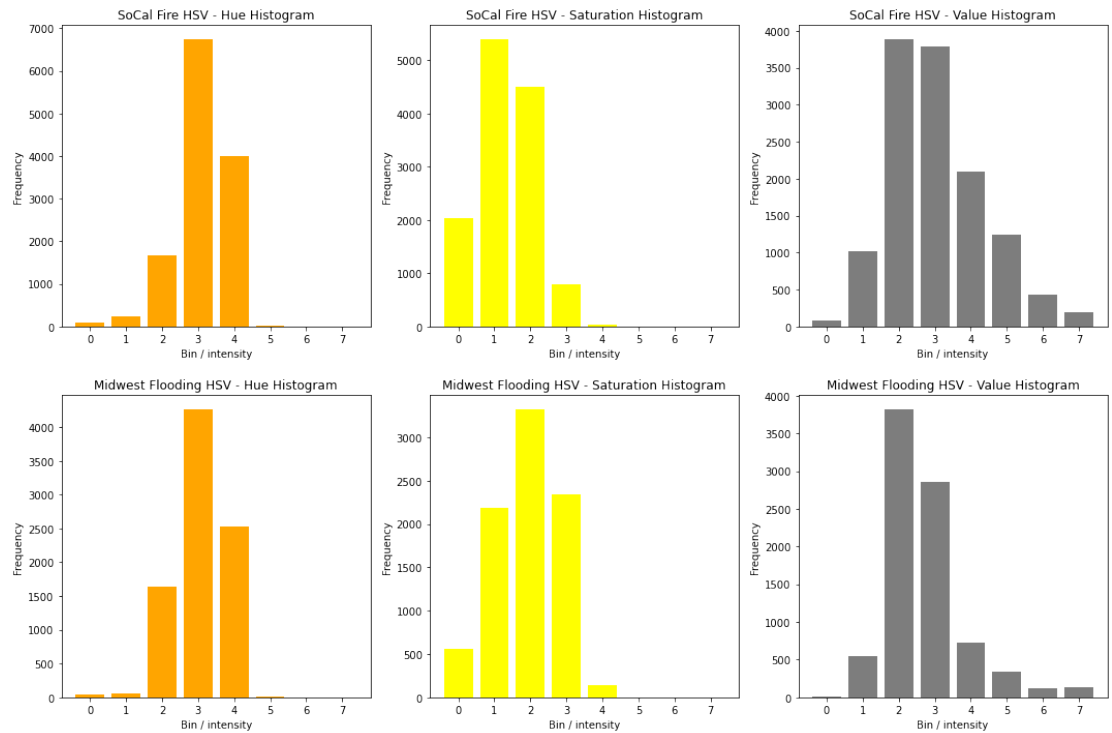 SoCal Fire HSV - Hue Histogram
7000
6000
5000
4000
3000
2000
1000
0
Frequency
0 1 2 3 4 5 6 7
Bin / intensity
SoCal Fire HSV - Saturation Histogram
5000
4000
3000
2000
1000
0
Frequency
0 1 2 3 4 5 6 7
Bin / intensity
SoCal Fire HSV - Value Histogram
4000
3500
3000
2500
2000
1500
1000
500
0
Frequency
0 1 2 3 4 5 6 7
Bin / intensity
Midwest Flooding HSV - Hue Histogram
4000
3500
3000
2500
2000
1500
1000
500
0
Frequency
0 1 2 3 4 5 6 7
Bin / intensity
Midwest Flooding HSV - Saturation Histogram
3000
2500
2000
1500
1000
500
0
Frequency
0 1 2 3 4 5 6 7
Bin / intensity
Midwest Flooding HSV - Value Histogram
4000
3500
3000
2500
2000
1500
1000
500
0
Frequency
0 1 2 3 4 5 6 7
Bin / intensity